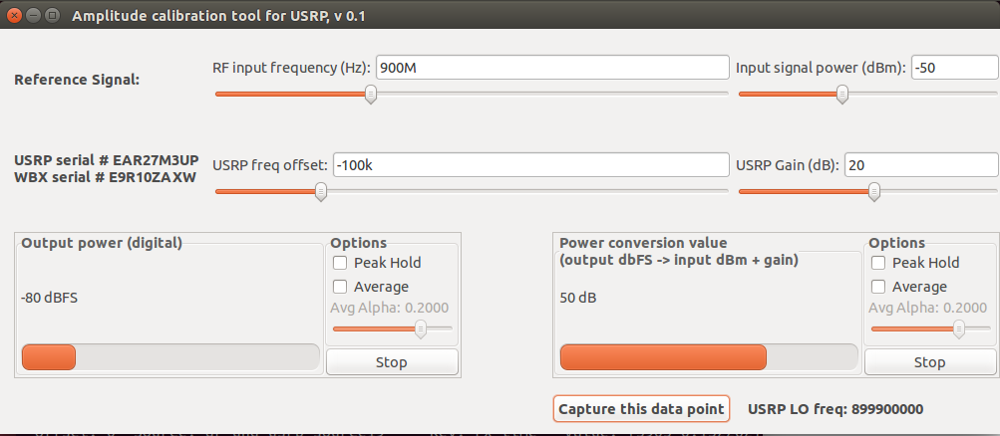 Amplitude calibration tool for USRP, v 0.1
Reference Signal:
RF input frequency (Hz): 900M
Input signal power (dBm): -50
USRP serial # EAR27M3UP
WBX serial # E9R10ZAXW
USRP freq offset: -100k
USRP Gain (dB): 20
Output power (digital)
-80 dBFS
Options
Peak Hold
Average
Avg Alpha: 0.2000
Stop
Power conversion value
(output dbFS -> input dBm + gain)
50 dB
Options
Peak Hold
Average
Avg Alpha: 0.2000
Stop
Capture this data point
USRP LO freq: 899900000